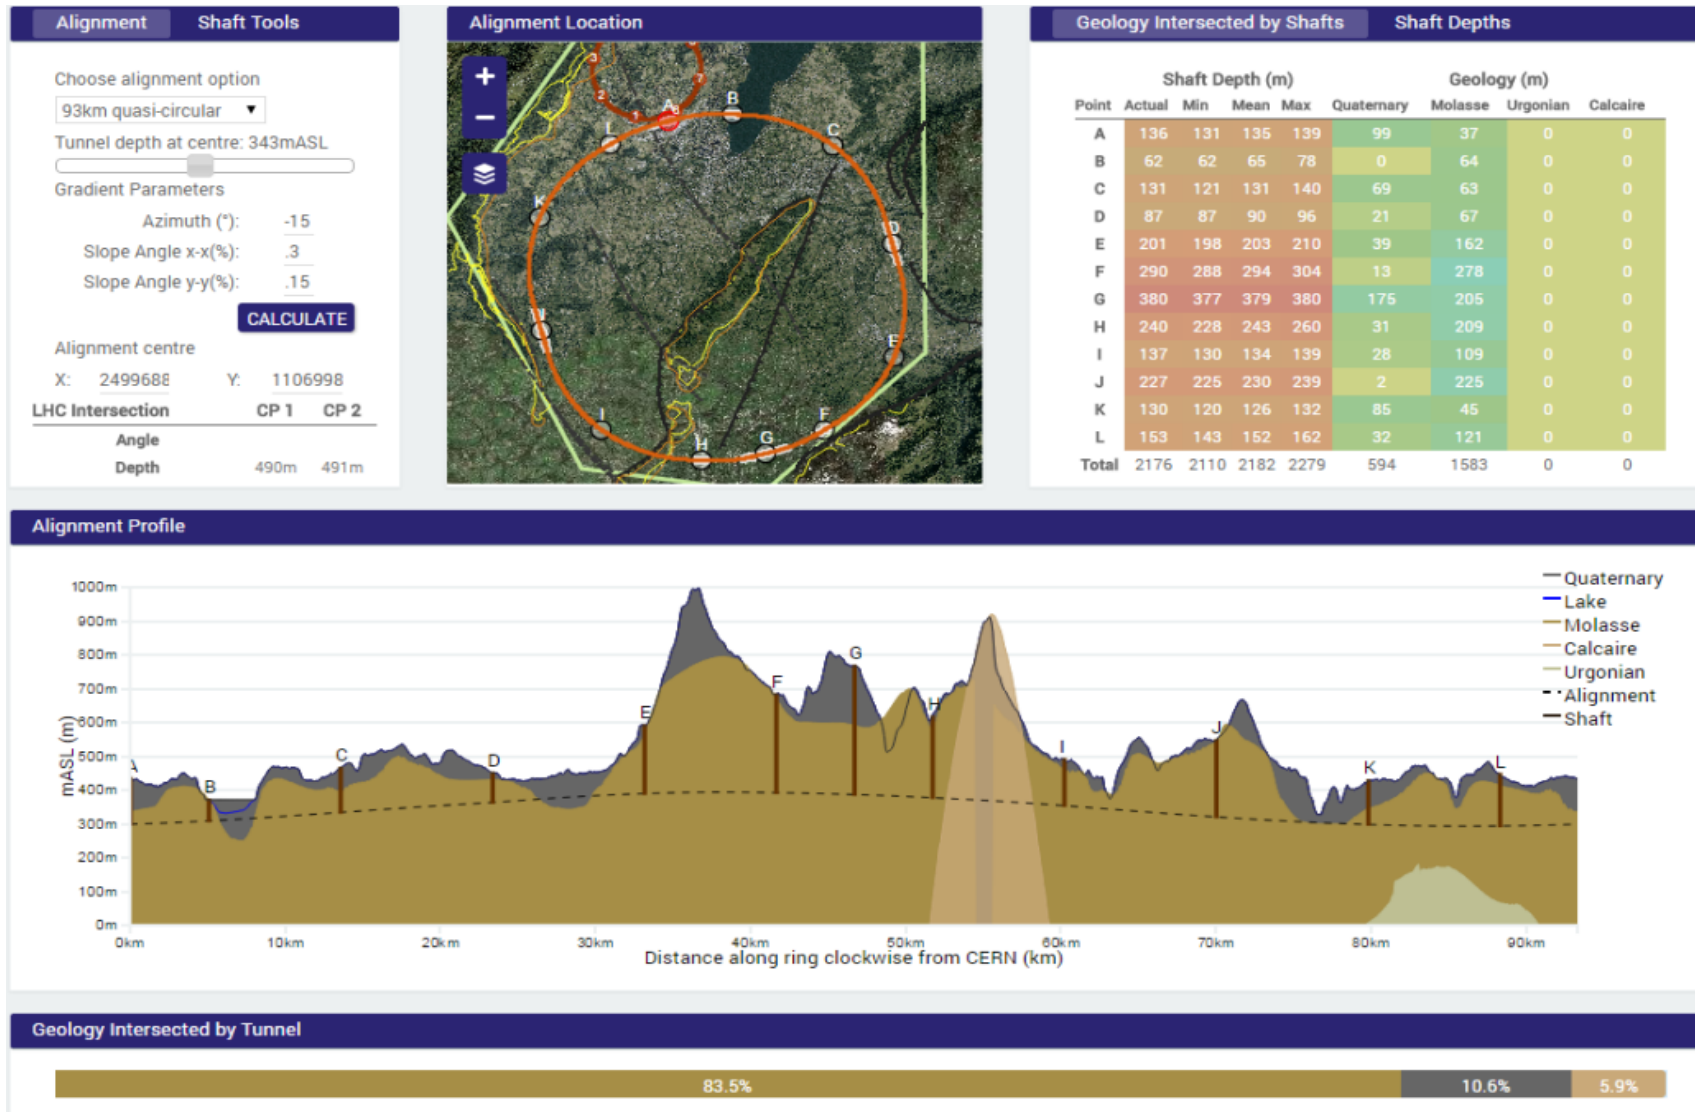 Alignment Shaft Tools
Choose alignment option
93km quasi-circular ▼
Tunnel depth at centre: 343mASL
Gradient Parameters
Azimuth (°): -15
Slope Angle x-x(%): .3
Slope Angle y-y(%): .15
CALCULATE
Alignment centre
X: 2499688 Y: 1106998
LHC Intersection CP 1 CP 2
Angle
Depth 490m 491m
Alignment Location
+
−
3
2
1
7
8
A
B
C
D
E
F
G
H
I
K
L
Geology Intersected by Shafts Shaft Depths
Shaft Depth (m) Geology (m)
Point Actual Min Mean Max Quaternary Molasse Urgonian Calcaire
A 136 131 135 139 99 37 0 0
B 62 62 65 78 0 64 0 0
C 131 121 131 140 69 63 0 0
D 87 87 90 96 21 67 0 0
E 201 198 203 210 39 162 0 0
F 290 288 294 304 13 278 0 0
G 380 377 379 380 175 205 0 0
H 240 228 243 260 31 209 0 0
I 137 130 134 139 28 109 0 0
J 227 225 230 239 2 225 0 0
K 130 120 126 132 85 45 0 0
L 153 143 152 162 32 121 0 0
Total 2176 2110 2182 2279 594 1583 0 0
Alignment Profile
1000m
900m
800m
700m
600m
500m
400m
300m
200m
100m
0m
mASL (m)
A
B
C
D
E
F
G
H
I
J
K
L
Quaternary
Lake
Molasse
Calcaire
Urgonian
Alignment
Shaft
0km 10km 20km 30km 40km 50km 60km 70km 80km 90km
Distance along ring clockwise from CERN (km)
Geology Intersected by Tunnel
83.5% 10.6% 5.9%